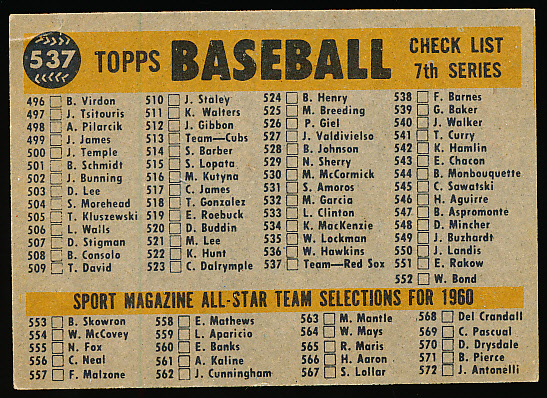 537
TOPPS BASEBALL
CHECK LIST
7th SERIES
496 B. Virdon
497 J. Tsitouris
498 A. Pilarcik
499 J. James
500 J. Temple
501 B. Schmidt
502 J. Bunning
503 D. Lee
504 S. Morehead
505 T. Kluszewski
506 L. Walls
507 D. Stigman
508 B. Consolo
509 T. David
510 J. Staley
511 K. Walters
512 J. Gibbon
513 Team—Cubs
514 S. Barber
515 S. Lopata
516 M. Kutyna
517 C. James
518 T. Gonzalez
519 E. Roebuck
520 D. Buddin
521 M. Lee
522 K. Hunt
523 C. Dalrymple
524 B. Henry
525 M. Breeding
526 P. Giel
527 J. Valdivielso
528 B. Johnson
529 N. Sherry
530 M. McCormick
531 S. Amoros
532 M. Garcia
533 L. Clinton
534 K. MacKenzie
535 W. Lockman
536 W. Hawkins
537 Team—Red Sox
538 F. Barnes
539 G. Baker
540 J. Walker
541 T. Curry
542 K. Hamlin
543 E. Chacon
544 B. Monbouquette
545 C. Sawatski
546 H. Aguirre
547 B. Aspromonte
548 D. Mincher
549 J. Buzhardt
550 J. Landis
551 E. Rakow
552 W. Bond
SPORT MAGAZINE ALL-STAR TEAM SELECTIONS FOR 1960
553 B. Skowron
554 W. McCovey
555 N. Fox
556 C. Neal
557 F. Malzone
558 E. Mathews
559 L. Aparicio
560 E. Banks
561 A. Kaline
562 J. Cunningham
563 M. Mantle
564 W. Mays
565 R. Maris
566 H. Aaron
567 S. Lollar
568 Del Crandall
569 C. Pascual
570 D. Drysdale
571 B. Pierce
572 J. Antonelli